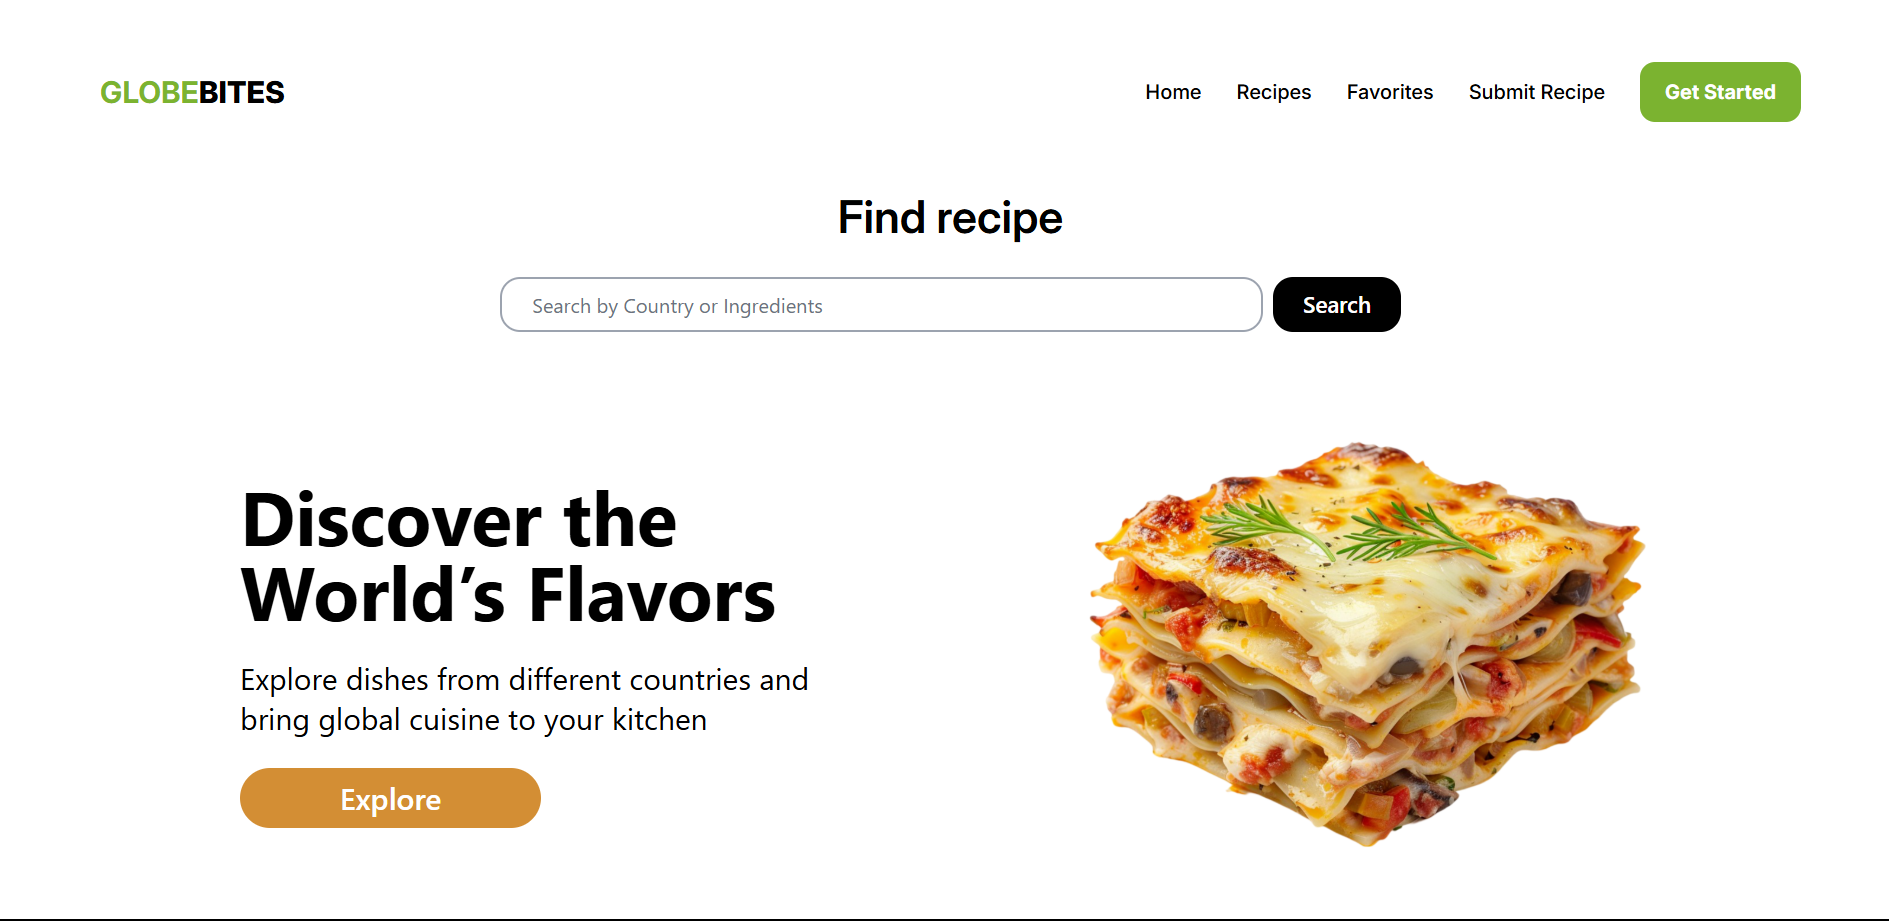 GLOBEBITES
Home
Recipes
Favorites
Submit Recipe
Get Started
Find recipe
Search by Country or Ingredients
Search
Discover the
World’s Flavors
Explore dishes from different countries and
bring global cuisine to your kitchen
Explore